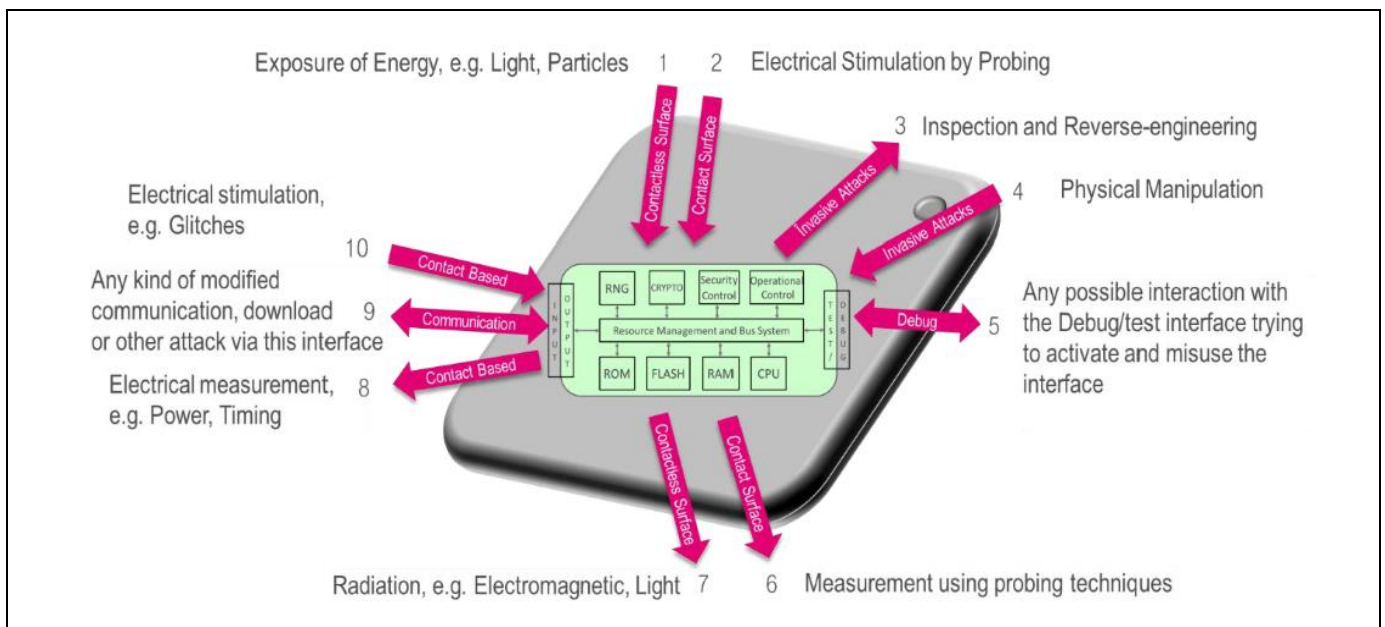 Exposure of Energy, e.g. Light, Particles 1
2 Electrical Stimulation by Probing
Contactless Surface
Contact Surface
3 Inspection and Reverse-engineering
Invasive Attacks
4 Physical Manipulation
Invasive Attacks
Electrical stimulation,
e.g. Glitches
10
Contact Based
Any kind of modified
communication, download 9
or other attack via this interface
Communication
Electrical measurement, 8
e.g. Power, Timing
Contact Based
INPUT
OUTPUT
RNG
CRYPTO
Security
Control
Operational
Control
Resource Management and Bus System
ROM
FLASH
RAM
CPU
TEST/
DEBUG
Debug
5
Any possible interaction with
the Debug/test interface trying
to activate and misuse the
interface
Contactless Surface
Contact Surface
Radiation, e.g. Electromagnetic, Light 7
6 Measurement using probing techniques